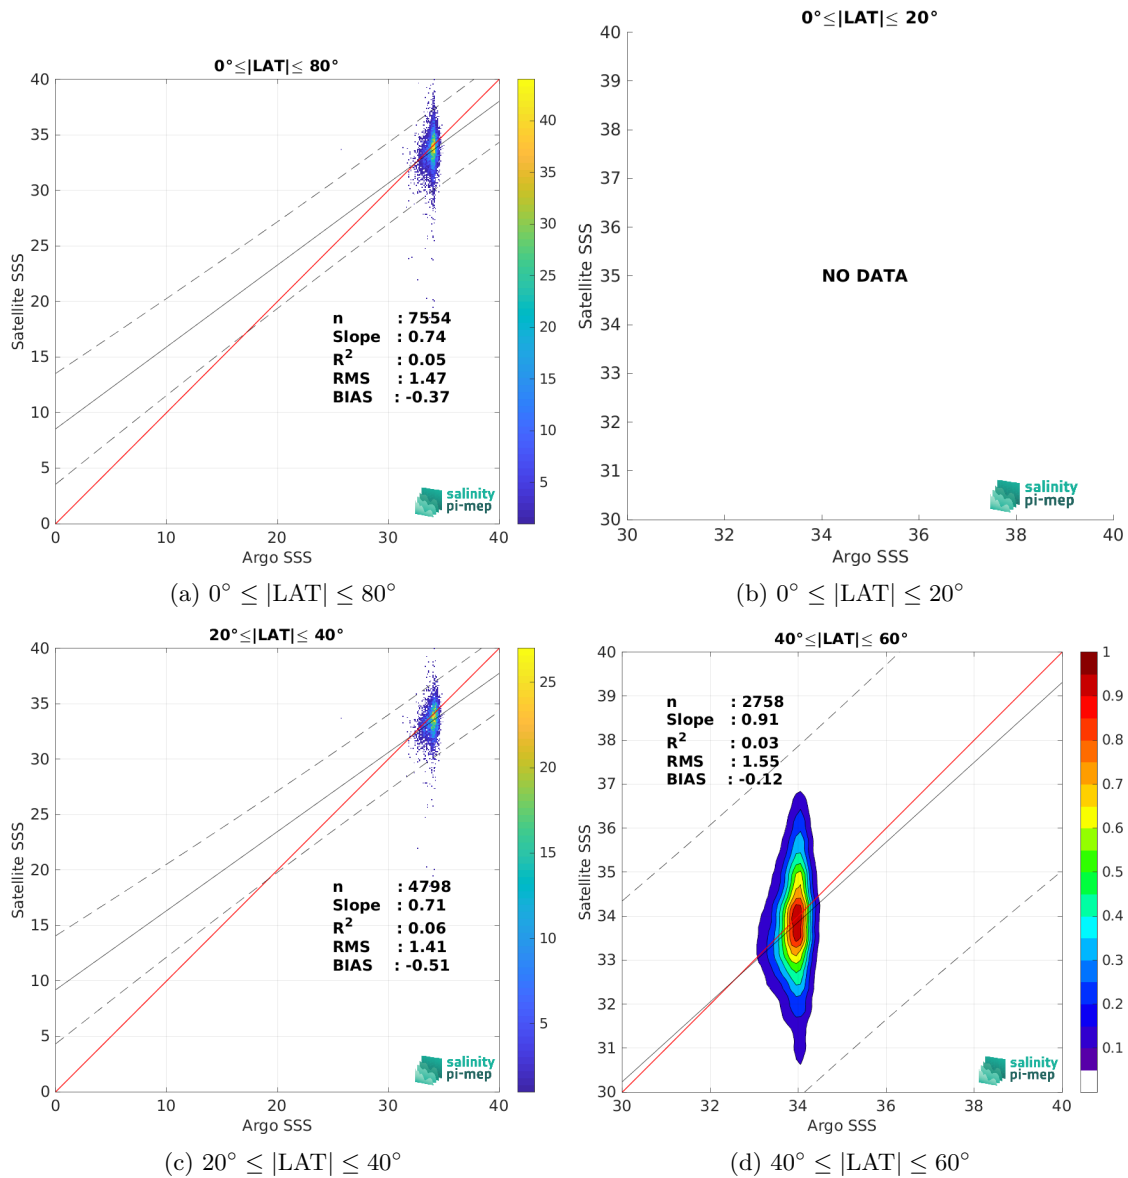 0°≤|LAT|≤ 80°
40
35
30
25
20
15
10
5
0
0
10
20
30
40
Satellite SSS
Argo SSS
n : 7554
Slope : 0.74
R² : 0.05
RMS : 1.47
BIAS : -0.37
salinity
pi-mep
40
35
30
25
20
15
10
5
(a) 0° ≤ |LAT| ≤ 80°
0°≤|LAT|≤ 20°
40
39
38
37
36
35
34
33
32
31
30
30
32
34
36
38
40
Satellite SSS
Argo SSS
NO DATA
salinity
pi-mep
(b) 0° ≤ |LAT| ≤ 20°
20°≤|LAT|≤ 40°
40
35
30
25
20
15
10
5
0
0
10
20
30
40
Satellite SSS
Argo SSS
n : 4798
Slope : 0.71
R² : 0.06
RMS : 1.41
BIAS : -0.51
salinity
pi-mep
25
20
15
10
5
(c) 20° ≤ |LAT| ≤ 40°
40°≤|LAT|≤ 60°
40
39
38
37
36
35
34
33
32
31
30
30
32
34
36
38
40
Satellite SSS
Argo SSS
n : 2758
Slope : 0.91
R² : 0.03
RMS : 1.55
BIAS : -0.12
salinity
pi-mep
1
0.9
0.8
0.7
0.6
0.5
0.4
0.3
0.2
0.1
(d) 40° ≤ |LAT| ≤ 60°